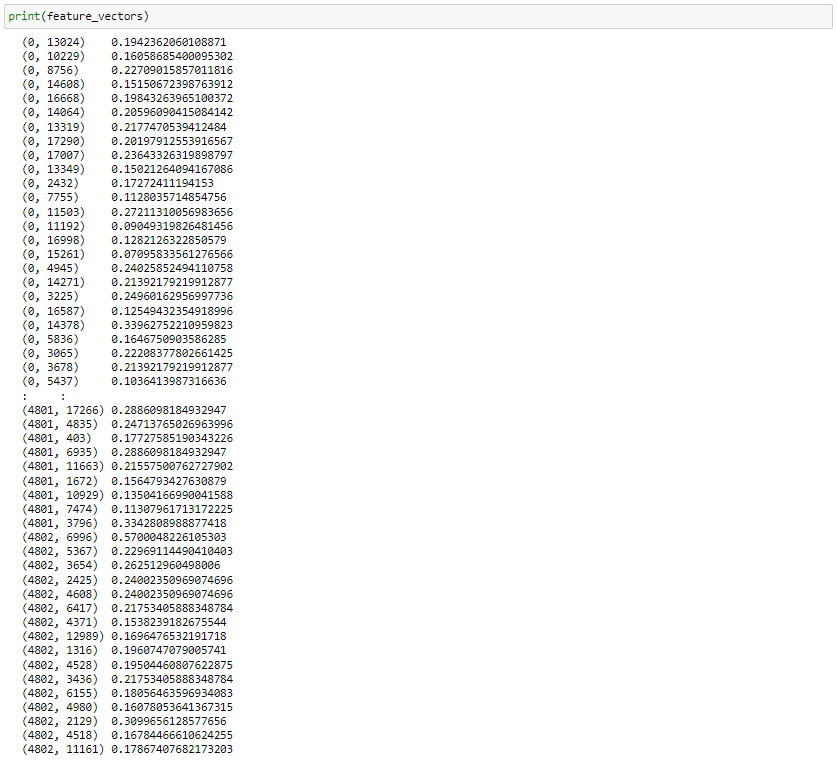 print(feature_vectors)
(0, 13024) 0.1942362060108871
(0, 10229) 0.16058685400095302
(0, 8756) 0.22709015857011816
(0, 14608) 0.15150672398763912
(0, 16668) 0.19843263965100372
(0, 14064) 0.20596090415084142
(0, 13319) 0.2177470539412484
(0, 17290) 0.20197912553916567
(0, 17007) 0.23643326319898797
(0, 13349) 0.15021264094167086
(0, 2432) 0.17272411194153
(0, 7755) 0.1128035714854756
(0, 11503) 0.27211310056983656
(0, 11192) 0.09049319826481456
(0, 16998) 0.1282126322850579
(0, 15261) 0.07095833561276566
(0, 4945) 0.24025852494110758
(0, 14271) 0.21392179219912877
(0, 3225) 0.24960162956997736
(0, 16587) 0.12549432354918996
(0, 14378) 0.33962752210959823
(0, 5836) 0.1646750903586285
(0, 3065) 0.22208377802661425
(0, 3678) 0.21392179219912877
(0, 5437) 0.1036413987316636
: :
(4801, 17266) 0.2886098184932947
(4801, 4835) 0.24713765026963996
(4801, 403) 0.17727585190343226
(4801, 6935) 0.2886098184932947
(4801, 11663) 0.21557500762727902
(4801, 1672) 0.1564793427630879
(4801, 10929) 0.13504166990041588
(4801, 7474) 0.11307961713172225
(4801, 3796) 0.3342808988877418
(4802, 6996) 0.5700048226105303
(4802, 5367) 0.22969114490410403
(4802, 3654) 0.262512960498006
(4802, 2425) 0.24002350969074696
(4802, 4608) 0.24002350969074696
(4802, 6417) 0.21753405888348784
(4802, 4371) 0.1538239182675544
(4802, 12989) 0.1696476532191718
(4802, 1316) 0.1960747079005741
(4802, 4528) 0.19504460807622875
(4802, 3436) 0.21753405888348784
(4802, 6155) 0.18056463596934083
(4802, 4980) 0.16078053641367315
(4802, 2129) 0.3099656128577656
(4802, 4518) 0.16784466610624255
(4802, 11161) 0.17867407682173203